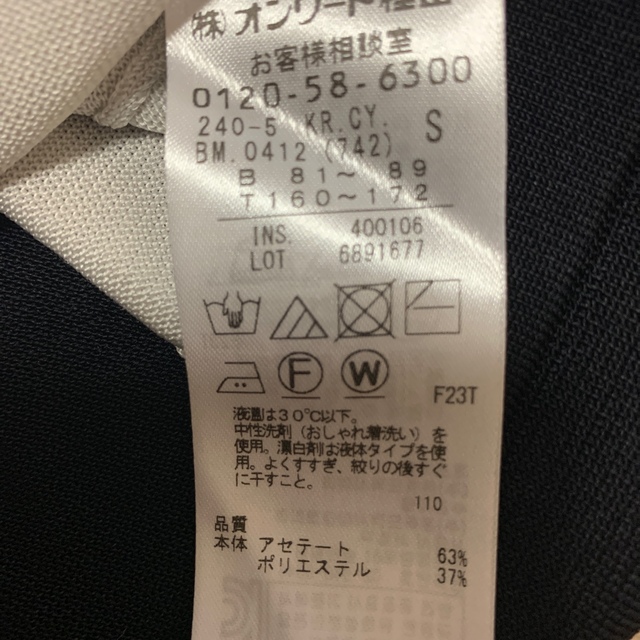 ㈱オンワード樫山
お客様相談室
0120-58-6300
240-5 KR.CY. S
BM.0412 (742)
B 81～ 89
T 160～172
INS. 400106
LOT 6891677
F W
F23T
液温は30℃以下。
中性洗剤（おしゃれ着洗い）を
使用。漂白剤は液体タイプを使
用。よくすすぎ、絞りの後すぐ
に干すこと。
110
品質
本体 アセテート 63%
ポリエステル 37%